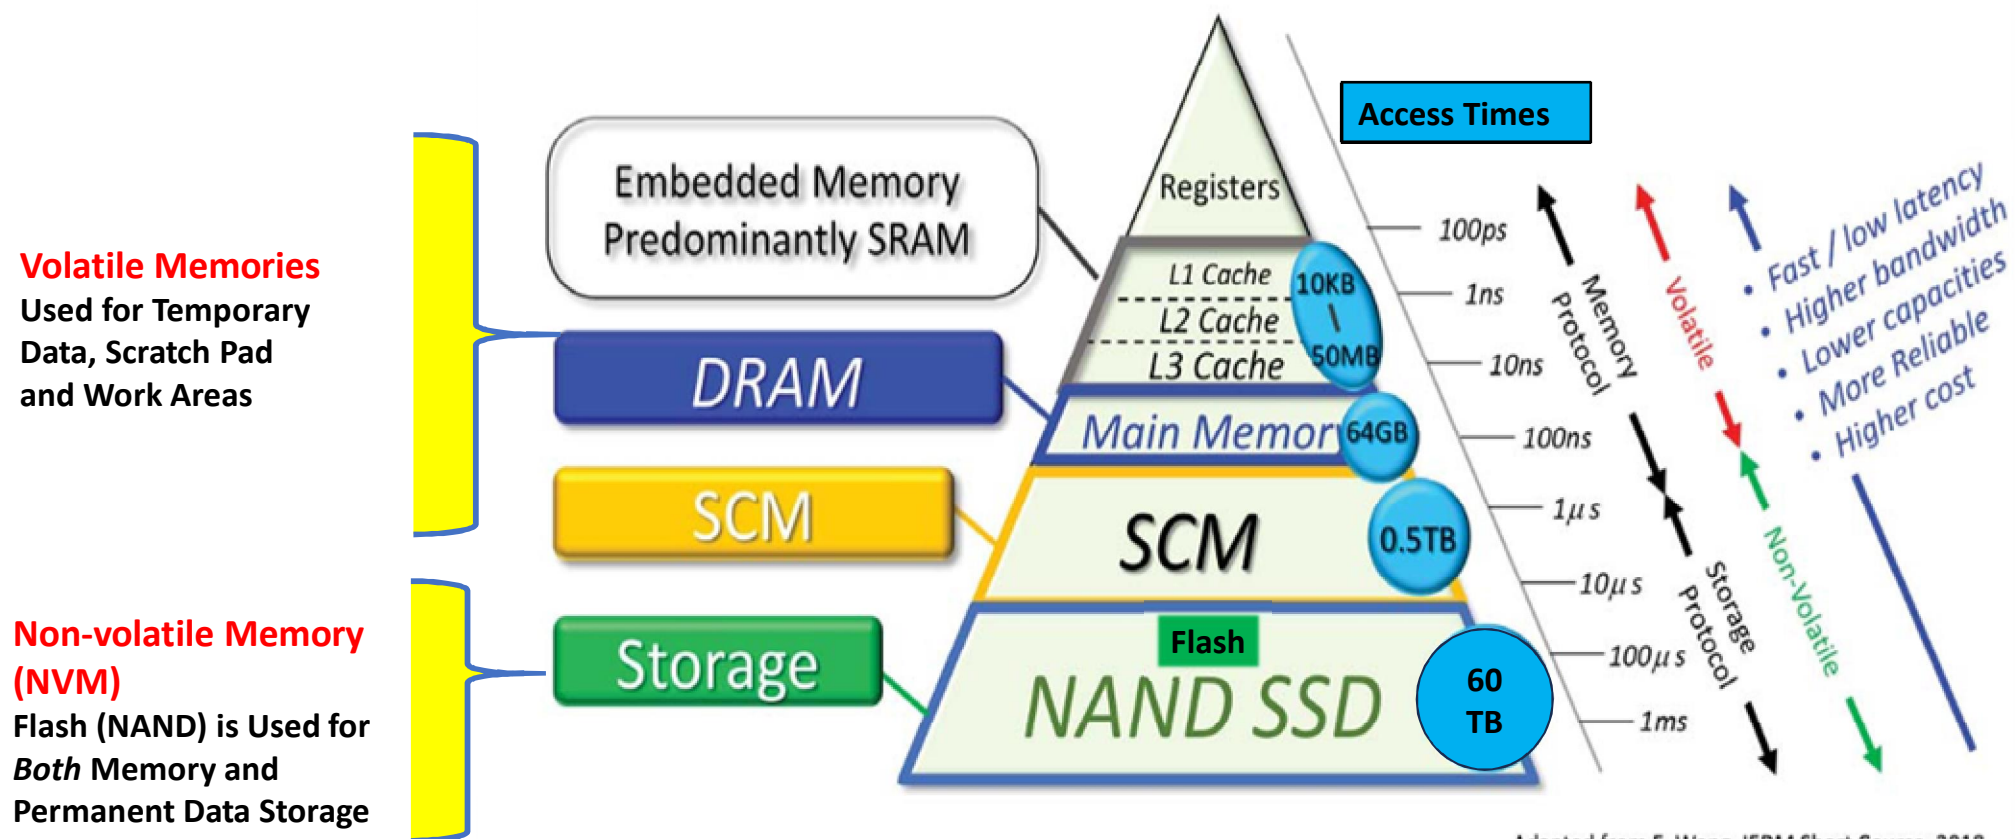 Access Times
Embedded Memory
Predominantly SRAM
Registers
100ps
Fast / low latency
Higher bandwidth
Lower capacities
More Reliable
Higher cost
Volatile Memories
Used for Temporary
Data, Scratch Pad
and Work Areas
L1 Cache
10KB
\
50MB
1ns
L2 Cache
L3 Cache
10ns
Memory
Protocol
Volatile
DRAM
Main Memor
64GB
100ns
SCM
SCM
0.5TB
1μs
10μs
Storage
Protocol
Non-Volatile
Non-volatile Memory
(NVM)
Flash (NAND) is Used for
Both Memory and
Permanent Data Storage
Storage
Flash
NAND SSD
60
TB
100μs
1ms